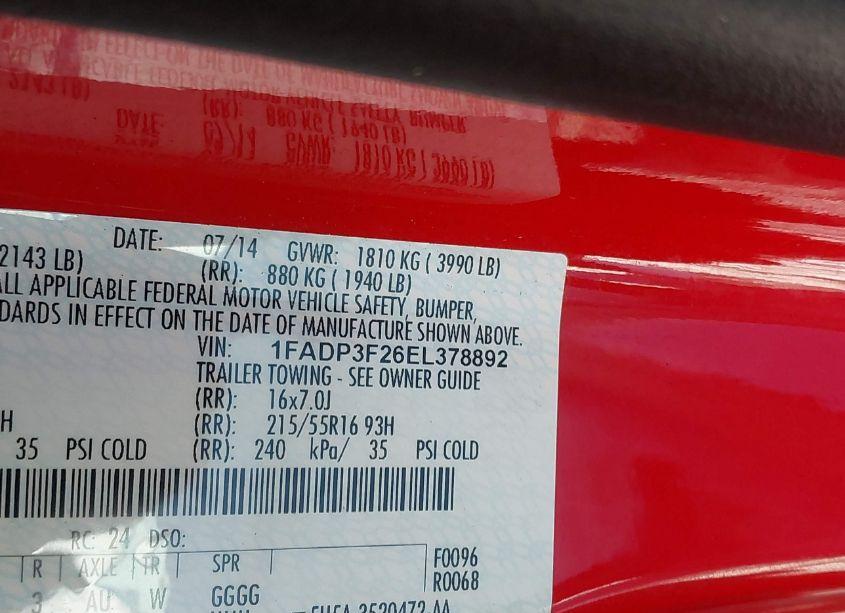 DATE: 07/14 GVWR: 1810 KG ( 3990 LB)
2143 LB) (RR): 880 KG ( 1940 LB)
ALL APPLICABLE FEDERAL MOTOR VEHICLE SAFETY, BUMPER,
DARDS IN EFFECT ON THE DATE OF MANUFACTURE SHOWN ABOVE.
VIN: 1FADP3F26EL378892
TRAILER TOWING - SEE OWNER GUIDE
(RR): 16x7.0J
H (RR): 215/55R16 93H
35 PSI COLD (RR): 240 kPa/ 35 PSI COLD
RC: 24 DSO:
R AXLE TR SPR F0096
R0068
3 AU W GGGG